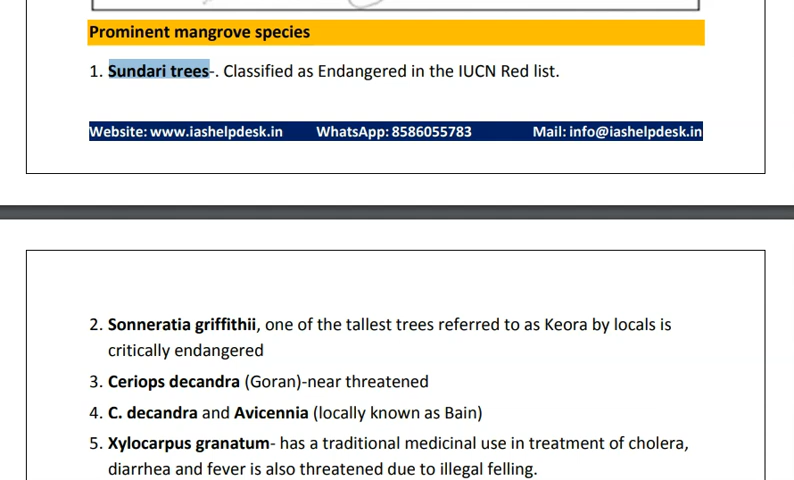 Prominent mangrove species
1. Sundari trees-. Classified as Endangered in the IUCN Red list.
Website: www.iashelpdesk.in WhatsApp: 8586055783 Mail: info@iashelpdesk.in
2. Sonneratia griffithii, one of the tallest trees referred to as Keora by locals is
critically endangered
3. Ceriops decandra (Goran)-near threatened
4. C. decandra and Avicennia (locally known as Bain)
5. Xylocarpus granatum- has a traditional medicinal use in treatment of cholera,
diarrhea and fever is also threatened due to illegal felling.